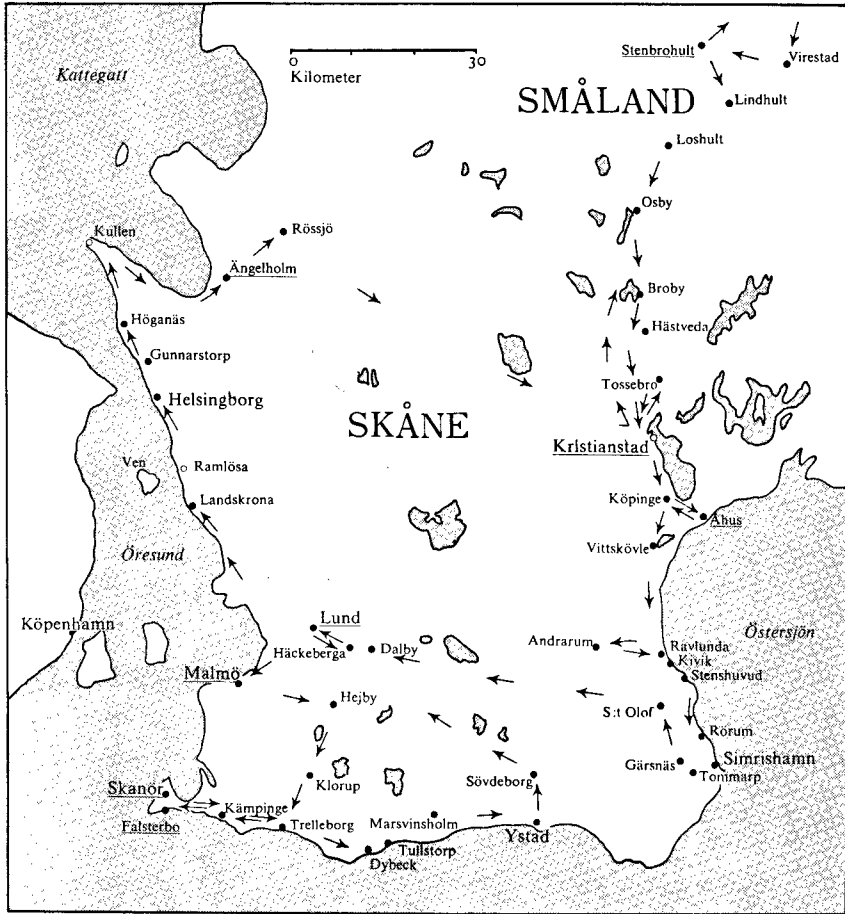 Kattegatt
0
30
Kilometer
Stenbrohult
Virestad
SMÅLAND
Lindhult
Loshult
Osby
Kullen
Rössjö
Ängelholm
Broby
Höganäs
Hästveda
Gunnarstorp
Tossebro
Helsingborg
SKÅNE
Kristianstad
Ven
Ramlösa
Landskrona
Köpinge
Åhus
Öresund
Vittskövle
Lund
Köpenhamn
Andrarum
Östersjön
Häckeberga
Dalby
Ravlunda
Kivik
Malmö
Stenshuvud
Hejby
S:t Olof
Rörum
Gärsnäs
Simrishamn
Tommarp
Skanör
Klorup
Sövdeborg
Falsterbo
Kämpinge
Trelleborg
Marsvinsholm
Ystad
Tullstorp
Dybeck